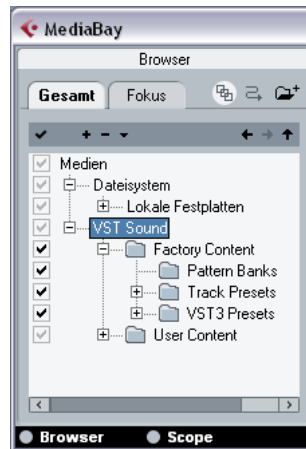 MediaBay
Browser
Gesamt Fokus
Medien
Dateisystem
Lokale Festplatten
VST Sound
Factory Content
Pattern Banks
Track Presets
VST3 Presets
User Content
Browser Scope